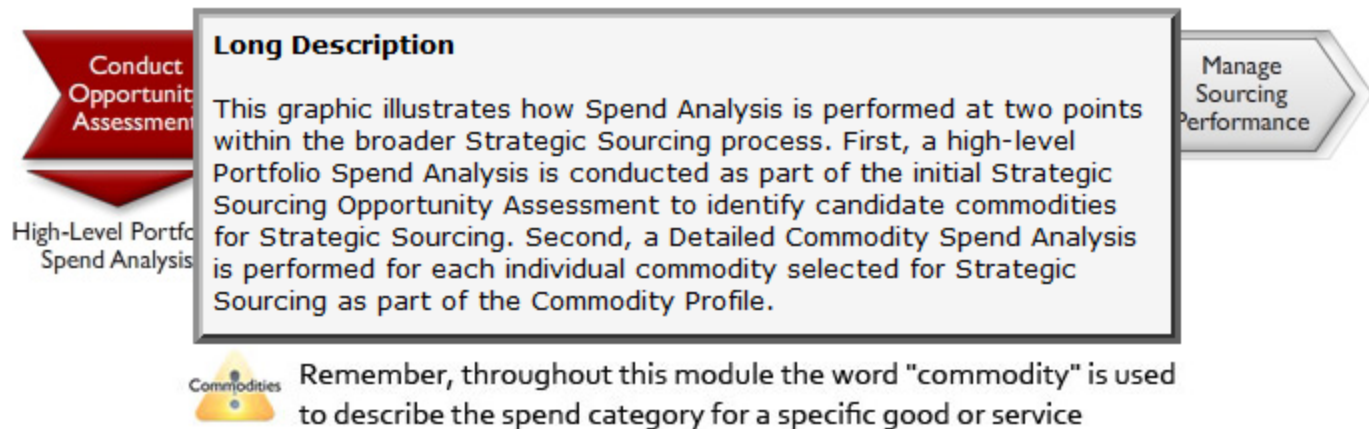 Conduct
Opportunity
Assessment
High-Level
Spend Analysis
Long Description
This graphic illustrates how Spend Analysis is performed at two points
within the broader Strategic Sourcing process. First, a high-level
Portfolio Spend Analysis is conducted as part of the initial Strategic
Sourcing Opportunity Assessment to identify candidate commodities
for Strategic Sourcing. Second, a Detailed Commodity Spend Analysis
is performed for each individual commodity selected for Strategic
Sourcing as part of the Commodity Profile.
Manage
Sourcing
Performance
Commodities
Remember, throughout this module the word "commodity" is used
to describe the spend category for a specific good or service